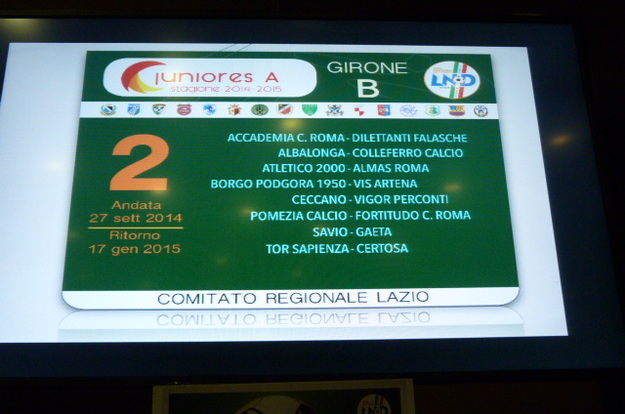 juniores A
stagione 2014-2015
GIRONE
B
LND
2
Andata
27 sett 2014
Ritorno
17 gen 2015
ACCADEMIA C. ROMA - DILETTANTI FALASCHE
ALBALONGA - COLLEFERRO CALCIO
ATLETICO 2000 - ALMAS ROMA
BORGO PODGORA 1950 - VIS ARTENA
CECCANO - VIGOR PERCONTI
POMEZIA CALCIO - FORTITUDO C. ROMA
SAVIO - GAETA
TOR SAPIENZA - CERTOSA
COMITATO REGIONALE LAZIO
LND